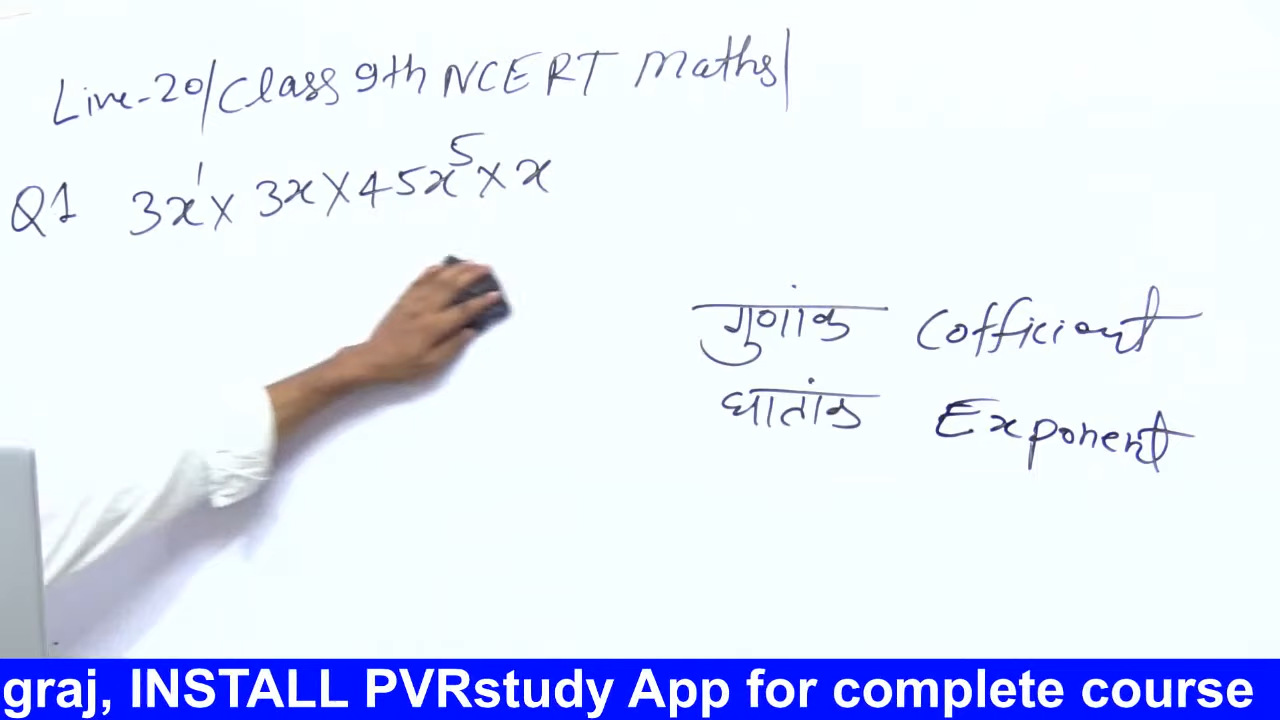 Live-20/Class 9th NCERT Maths|
Q1 3x¹ × 3x × 45x⁵ × x
गुणांक Cofficient
घातांक Exponent
graj, INSTALL PVRstudy App for complete course